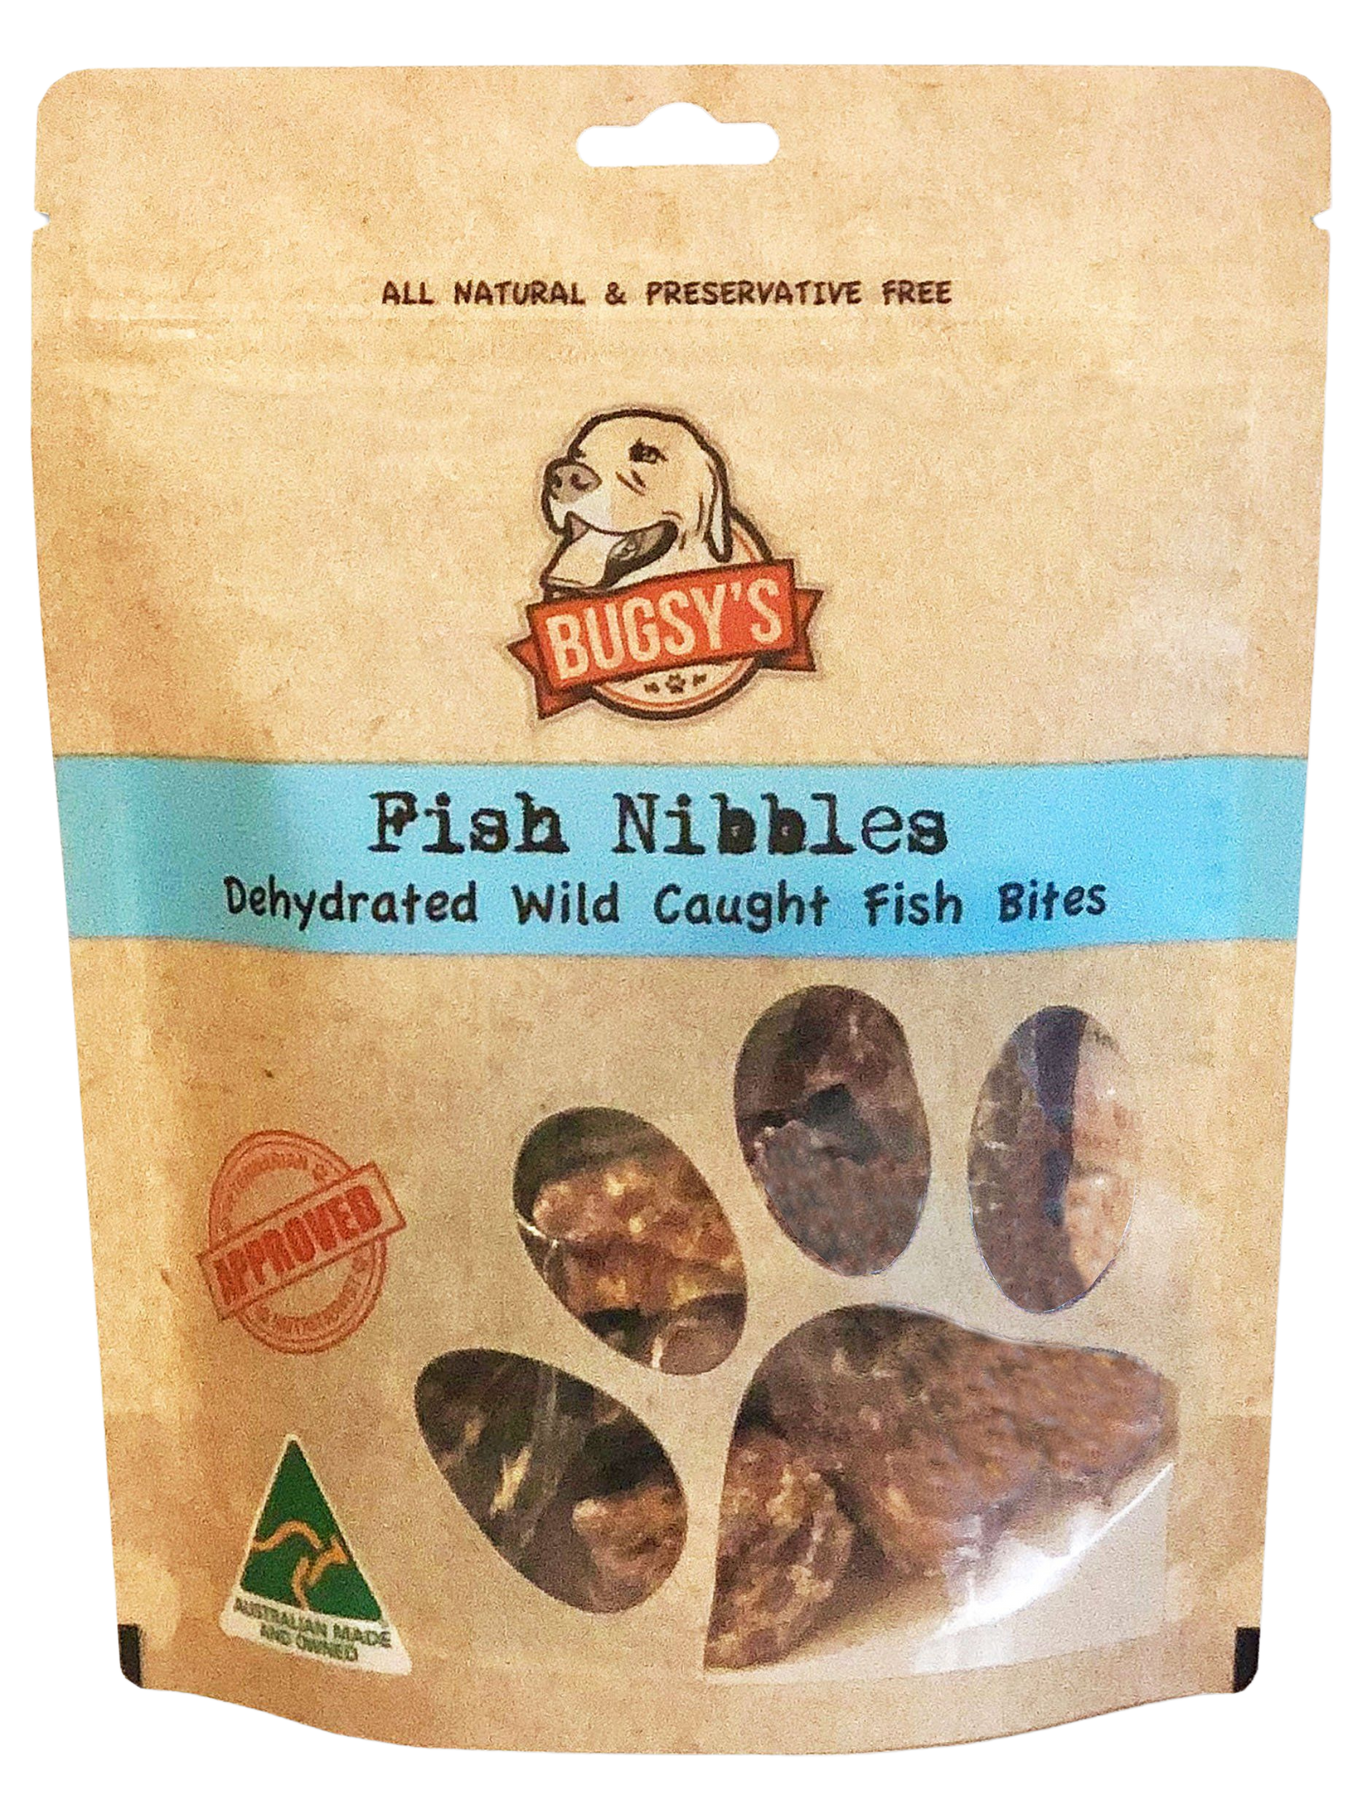 ALL NATURAL & PRESERVATIVE FREE
BUGSY'S
Fish Nibbles
Dehydrated Wild Caught Fish Bites
APPROVED
AUSTRALIAN MADE
AND OWNED